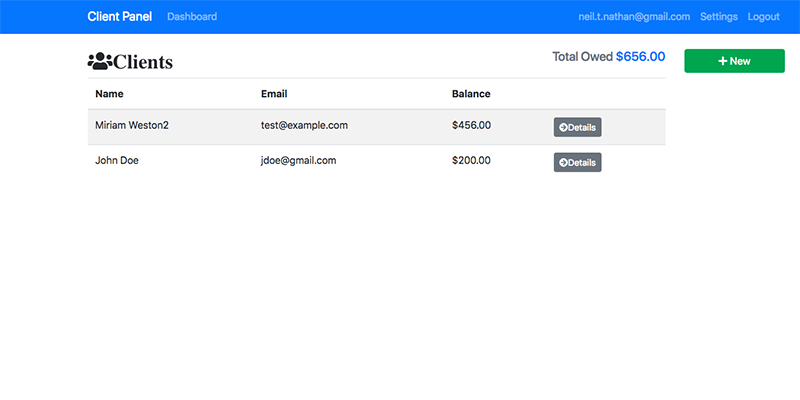 Client Panel Dashboard neil.t.nathan@gmail.com Settings Logout
Clients Total Owed $656.00 New
Name Email Balance
Miriam Weston2 test@example.com $456.00 Details
John Doe jdoe@gmail.com $200.00 Details